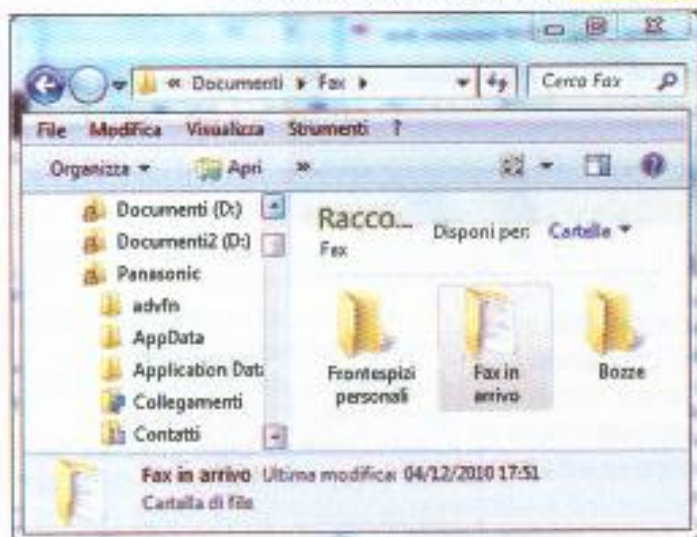 « Documenti ▸ Fax ▸ Cerca Fax
File Modifica Visualizza Strumenti ?
Organizza Apri »
Documenti (D:)
Documenti2 (D:)
Panasonic
advfn
AppData
Application Dat
Collegamenti
Contatti
Racco...
Fax
Disponi per: Cartella
Frontespizi
personali
Fax in
arrivo
Bozze
Fax in arrivo Ultima modifica: 04/12/2010 17:51
Cartella di file